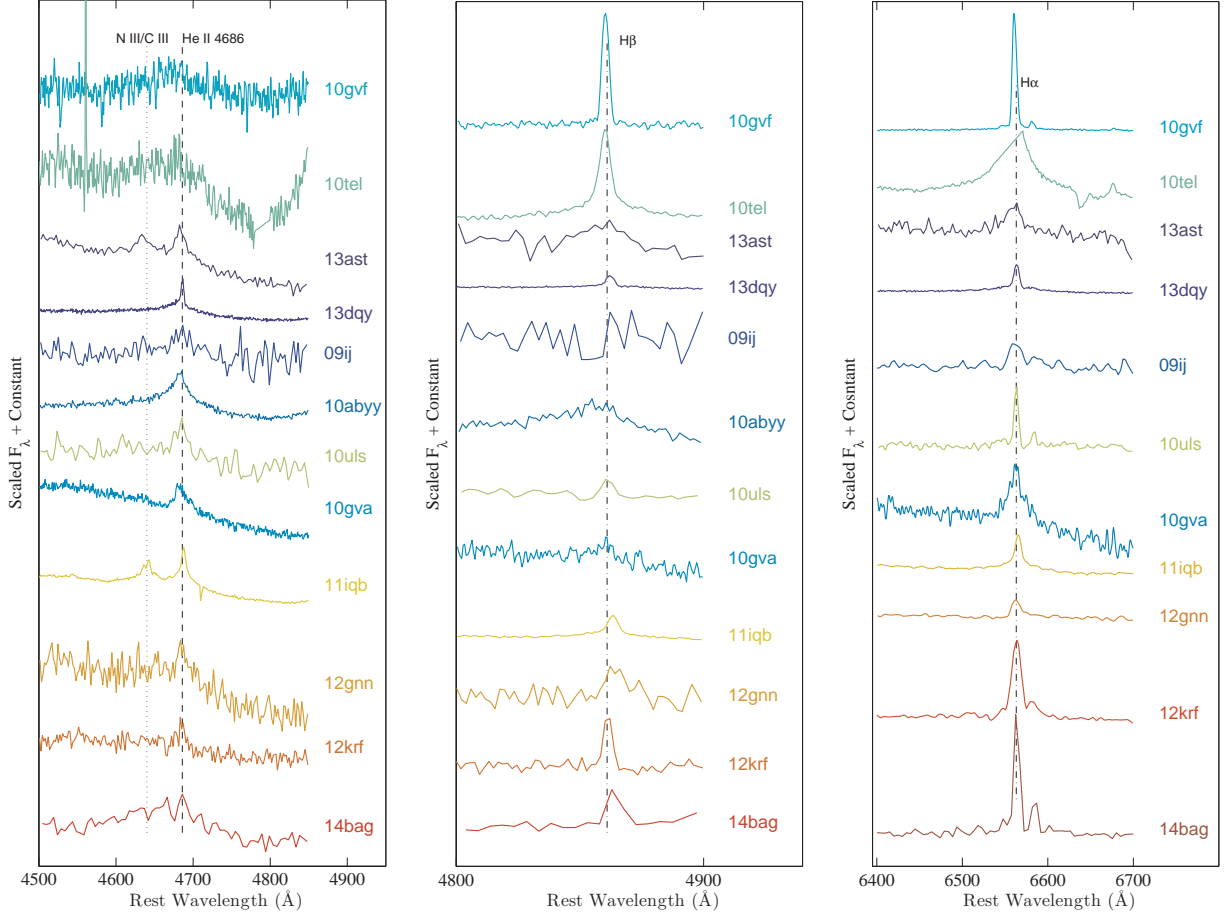 Scaled F_λ + Constant
N III/C III
He II 4686
10gvf
10tel
13ast
13dqy
09ij
10abyy
10uls
10gva
11iqb
12gnn
12krf
14bag
4500 4600 4700 4800 4900
Rest Wavelength (Å)
Scaled F_λ + Constant
Hβ
10gvf
10tel
13ast
13dqy
09ij
10abyy
10uls
10gva
11iqb
12gnn
12krf
14bag
4800 4900
Rest Wavelength (Å)
Scaled F_λ + Cosntant
Hα
10gvf
10tel
13ast
13dqy
09ij
10uls
10gva
11iqb
12gnn
12krf
14bag
6400 6500 6600 6700
Rest Wavelength (Å)